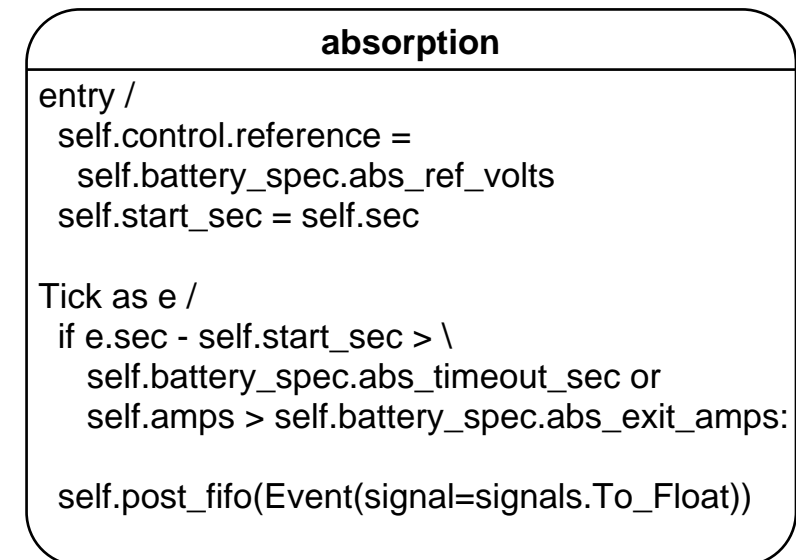 absorption
entry /
self.control.reference =
self.battery_spec.abs_ref_volts
self.start_sec = self.sec
Tick as e /
if e.sec - self.start_sec > \
self.battery_spec.abs_timeout_sec or
self.amps > self.battery_spec.abs_exit_amps:
self.post_fifo(Event(signal=signals.To_Float))